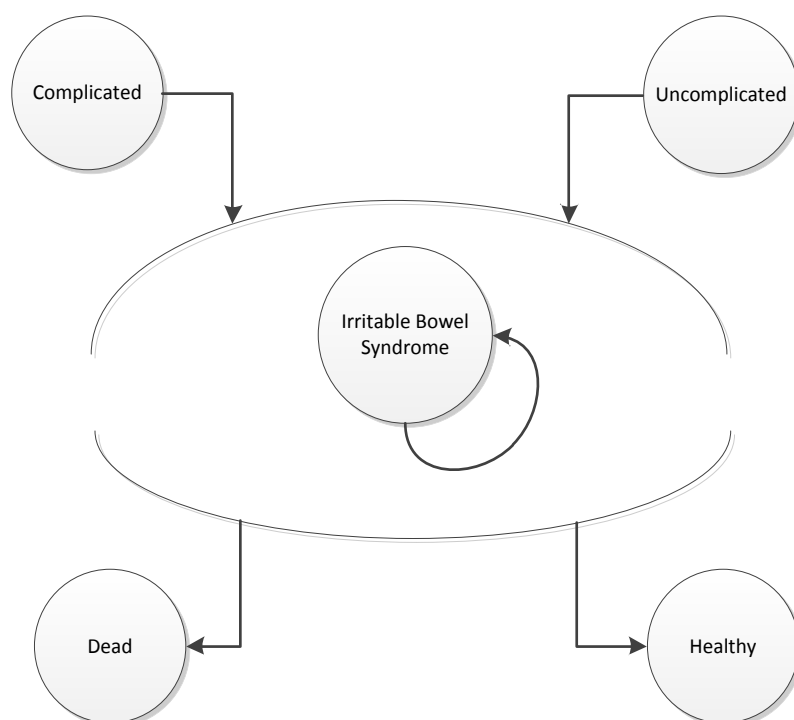 Complicated
Uncomplicated
Irritable Bowel
Syndrome
Dead
Healthy